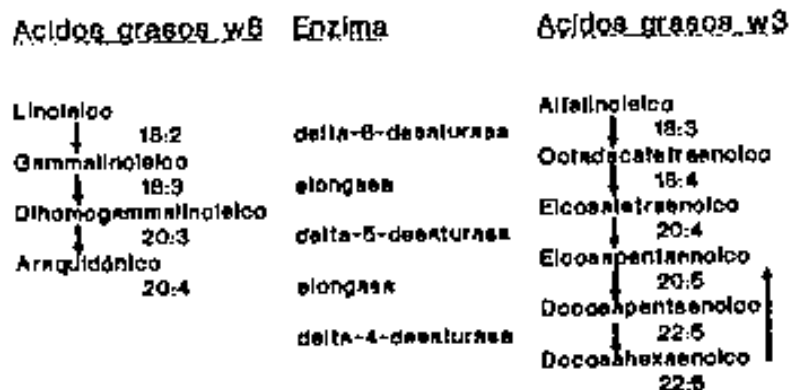 Acidos grasos w6 Enzima Acidos grasos w3
Linoleico
18:2
Gammalinoleico
18:3
Dihomogammalinoleico
20:3
Araquidónico
20:4
delta-6-desaturasa
elongasa
delta-5-desaturasa
elongasa
delta-4-desaturasa
Alfalinoleico
18:3
Octadecatetraenoico
18:4
Eicosatetraenoico
20:4
Eicosapentaenoico
20:5
Docosapentaenoico
22:5
Docosahexaenoico
22:6